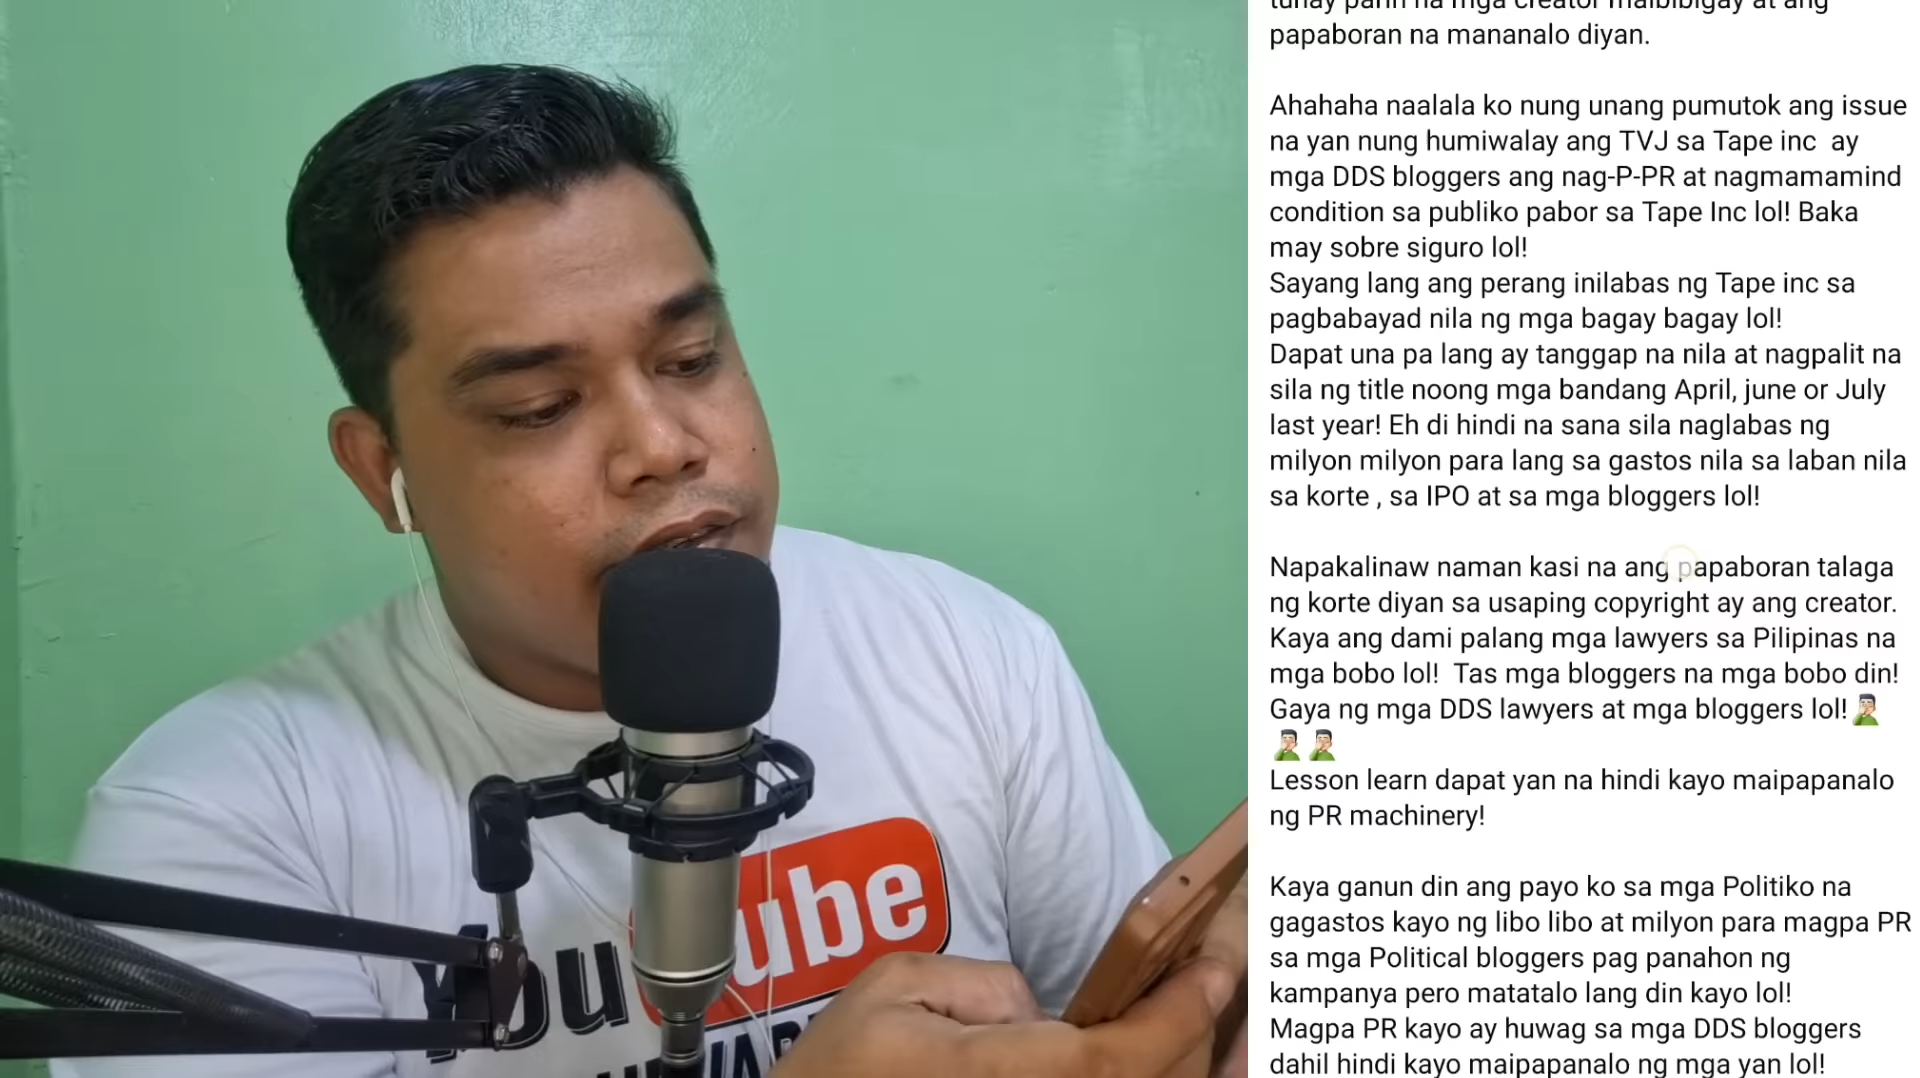 tunay parin na mga creator maibibigay at ang
papaboran na mananalo diyan.
Ahahaha naalala ko nung unang pumutok ang issue
na yan nung humiwalay ang TVJ sa Tape inc  ay
mga DDS bloggers ang nag-P-PR at nagmamamind
condition sa publiko pabor sa Tape Inc lol! Baka
may sobre siguro lol!
Sayang lang ang perang inilabas ng Tape inc sa
pagbabayad nila ng mga bagay bagay lol!
Dapat una pa lang ay tanggap na nila at nagpalit na
sila ng title noong mga bandang April, june or July
last year! Eh di hindi na sana sila naglabas ng
milyon milyon para lang sa gastos nila sa laban nila
sa korte , sa IPO at sa mga bloggers lol!
Napakalinaw naman kasi na ang papaboran talaga
ng korte diyan sa usaping copyright ay ang creator.
Kaya ang dami palang mga lawyers sa Pilipinas na
mga bobo lol!  Tas mga bloggers na mga bobo din!
Gaya ng mga DDS lawyers at mga bloggers lol!
Lesson learn dapat yan na hindi kayo maipapanalo
ng PR machinery!
Kaya ganun din ang payo ko sa mga Politiko na
gagastos kayo ng libo libo at milyon para magpa PR
sa mga Political bloggers pag panahon ng
kampanya pero matatalo lang din kayo lol!
Magpa PR kayo ay huwag sa mga DDS bloggers
dahil hindi kayo maipapanalo ng mga yan lol!